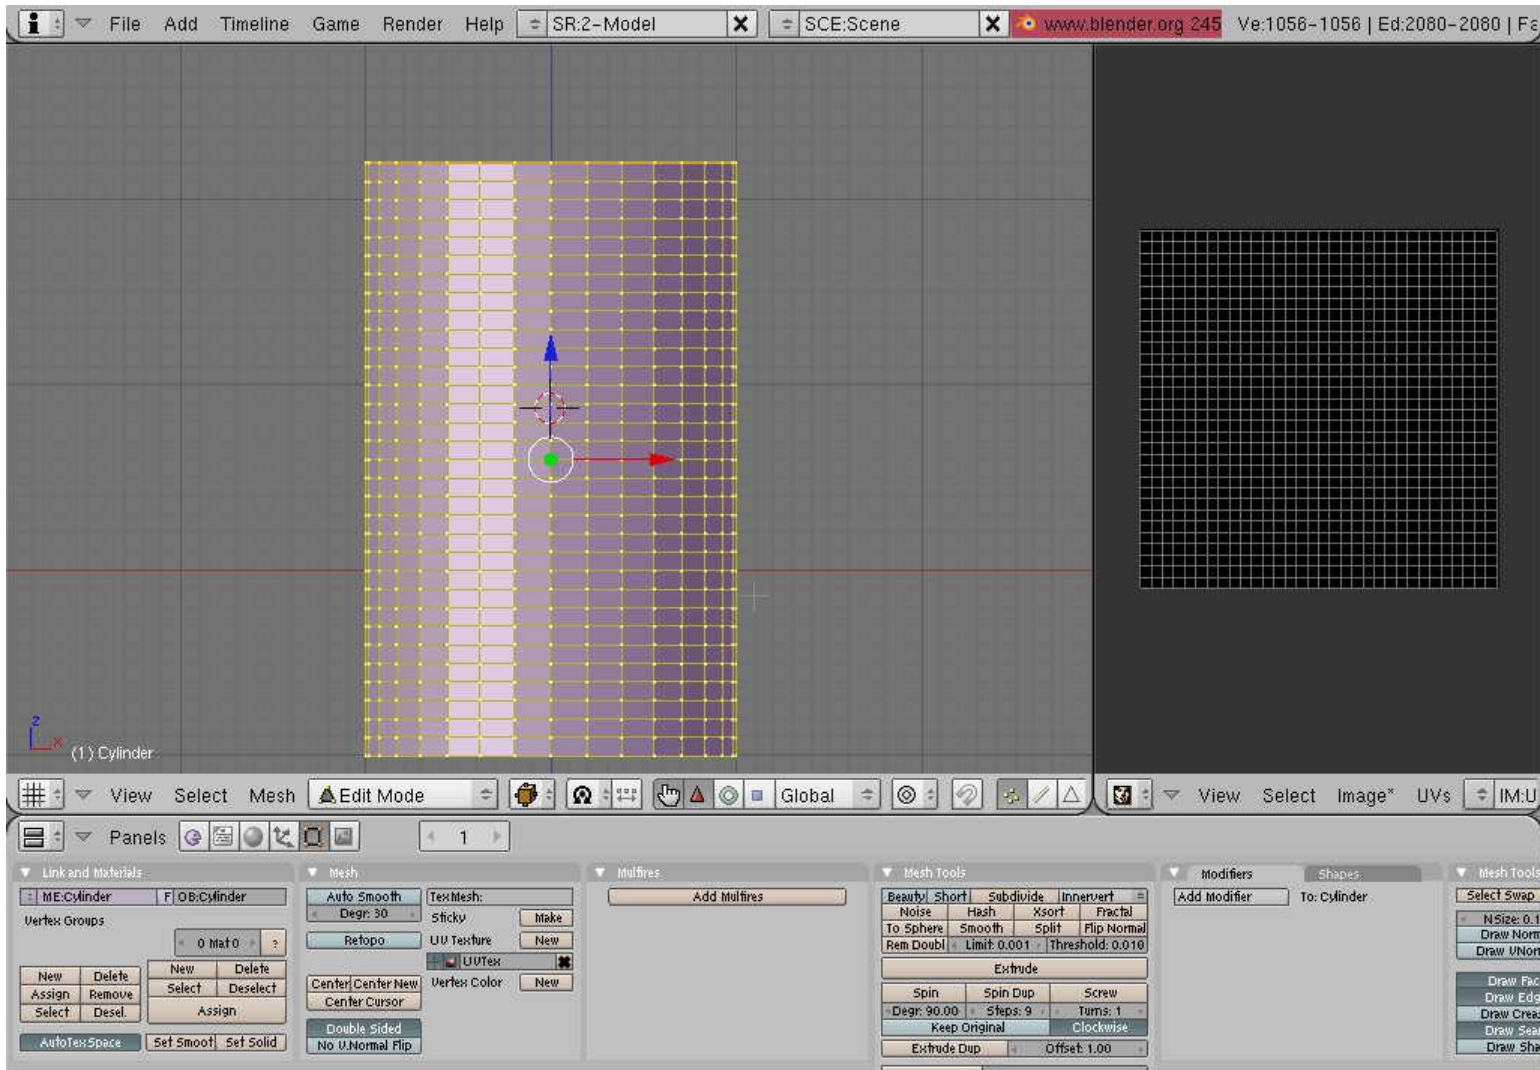 File Add Timeline Game Render Help SR:2-Model SCE:Scene www.blender.org 245 Ve:1056-1056 | Ed:2080-2080 | Fa
z
x
(1) Cylinder
View Select Mesh Edit Mode Global View Select Image* UVs IM:U
Panels 1
Link and Materials
ME:Cylinder F OB:Cylinder
Vertex Groups
0 Mat 0 ?
New Delete New Delete
Assign Remove Select Deselect
Select Desel. Assign
AutoTexSpace Set Smoot Set Solid
Mesh
Auto Smooth TexMesh:
Degr: 30 Sticky Make
Retopo UV Texture New
UVTex
Center Center New Vertex Color New
Center Cursor
Double Sided
No V.Normal Flip
Multires
Add Multires
Mesh Tools
Beauty Short Subdivide Innervert
Noise Hash Xsort Fractal
To Sphere Smooth Split Flip Normal
Rem Doubl Limit: 0.001 Threshold: 0.010
Extrude
Spin Spin Dup Screw
Degr: 90.00 Steps: 9 Turns: 1
Keep Original Clockwise
Extrude Dup Offset: 1.00
Modifiers Shapes
Add Modifier To: Cylinder
Mesh Tools
Select Swap
NSize: 0.1
Draw Norm
Draw VNor
Draw Fac
Draw Edg
Draw Creas
Draw Sea
Draw Sha